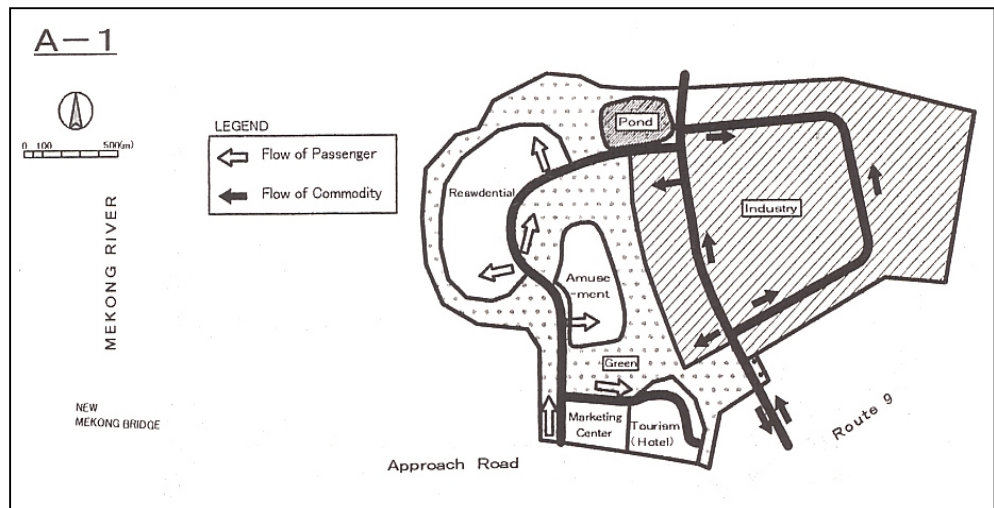 A-1
0 100 500(m)
LEGEND
Flow of Passenger
Flow of Commodity
MEKONG RIVER
NEW
MEKONG BRIDGE
Pond
Reswdential
Industry
Amuse
-ment
Green
Marketing
Center
Tourism
(Hotel)
Approach Road
Route 9